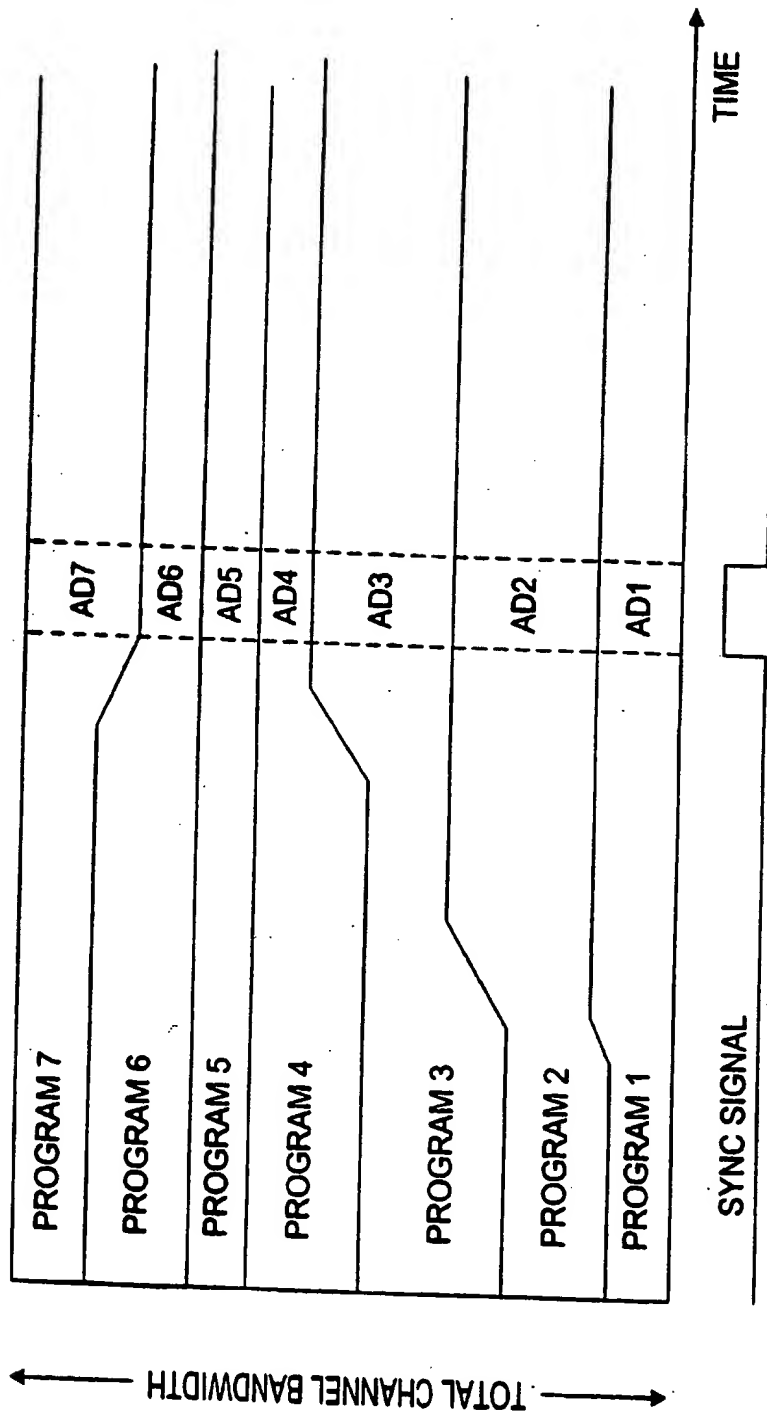 TOTAL CHANNEL BANDWIDTH
PROGRAM 7
PROGRAM 6
PROGRAM 5
PROGRAM 4
PROGRAM 3
PROGRAM 2
PROGRAM 1
AD7
AD6
AD5
AD4
AD3
AD2
AD1
TIME
SYNC SIGNAL